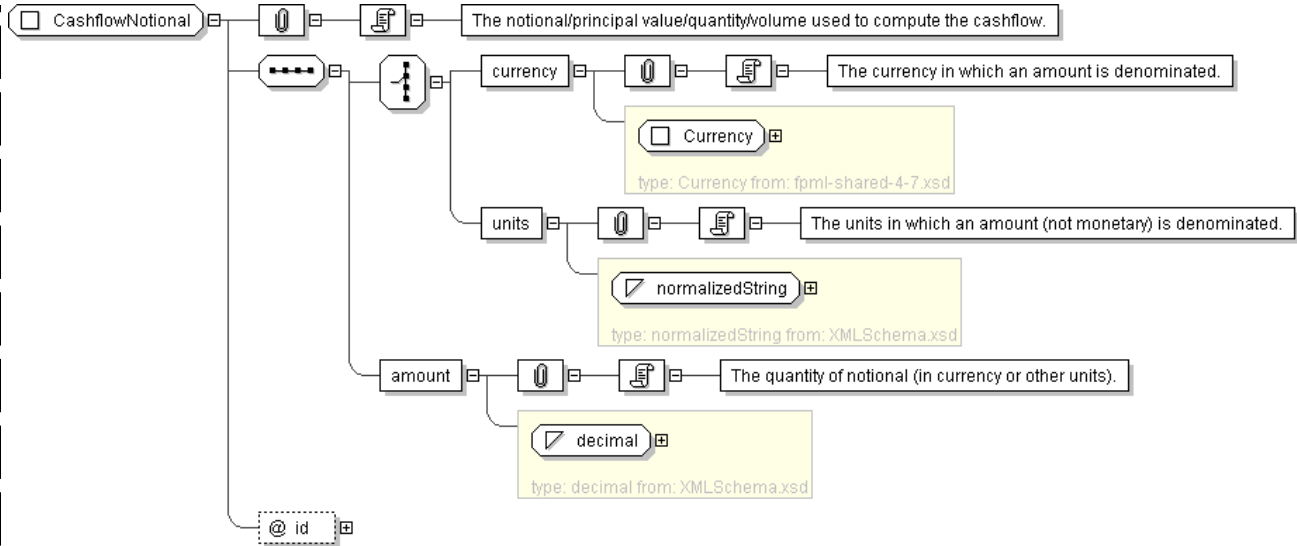 CashflowNotional
The notional/principal value/quantity/volume used to compute the cashflow.
currency
The currency in which an amount is denominated.
Currency
type: Currency from: fpml-shared-4-7.xsd
units
The units in which an amount (not monetary) is denominated.
normalizedString
type: normalizedString from: XMLSchema.xsd
amount
The quantity of notional (in currency or other units).
decimal
type: decimal from: XMLSchema.xsd
@ id